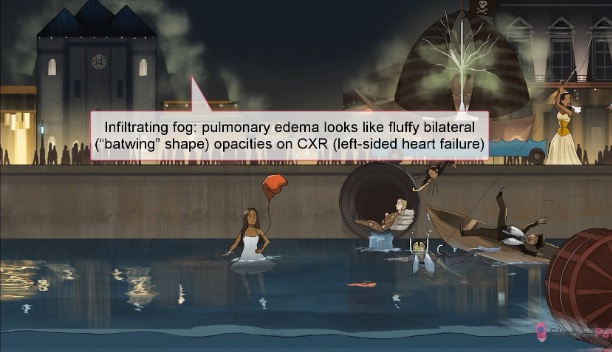 Infiltrating fog: pulmonary edema looks like fluffy bilateral
("batwing" shape) opacities on CXR (left-sided heart failure)